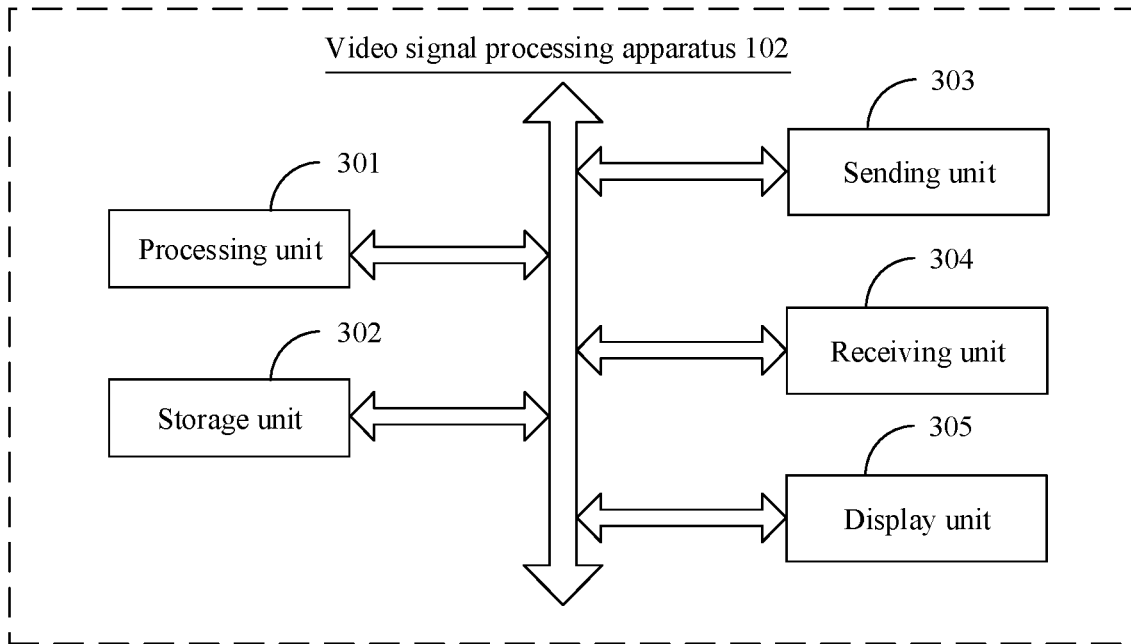 Video signal processing apparatus 102
301
Processing unit
302
Storage unit
303
Sending unit
304
Receiving unit
305
Display unit